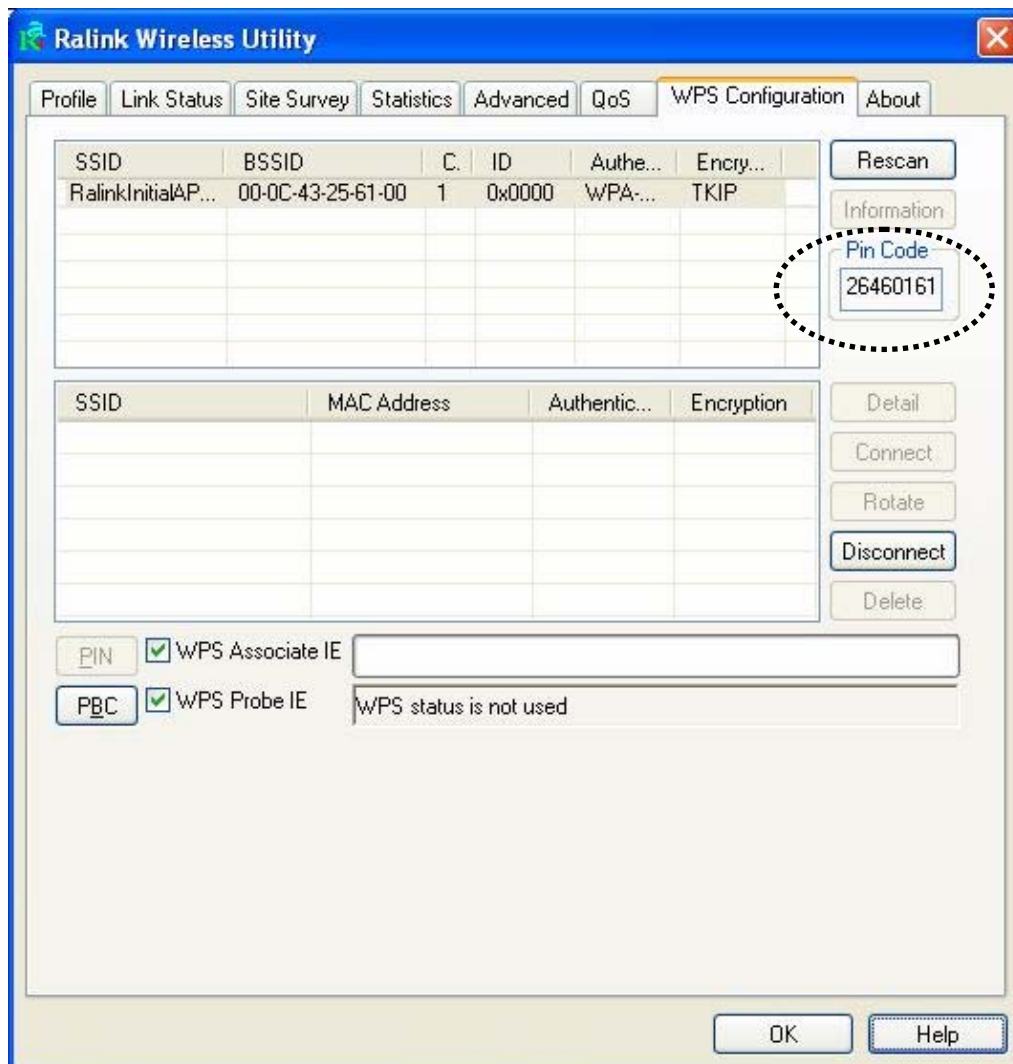 Ralink Wireless Utility
Profile Link Status Site Survey Statistics Advanced QoS WPS Configuration About
SSID BSSID C. ID Authe... Encry... Rescan
RalinkInitialAP... 00-0C-43-25-61-00 1 0x0000 WPA-... TKIP
Information
Pin Code
26460161
SSID MAC Address Authentic... Encryption Detail
Connect
Rotate
Disconnect
Delete
PIN WPS Associate IE
PBC WPS Probe IE WPS status is not used
OK Help